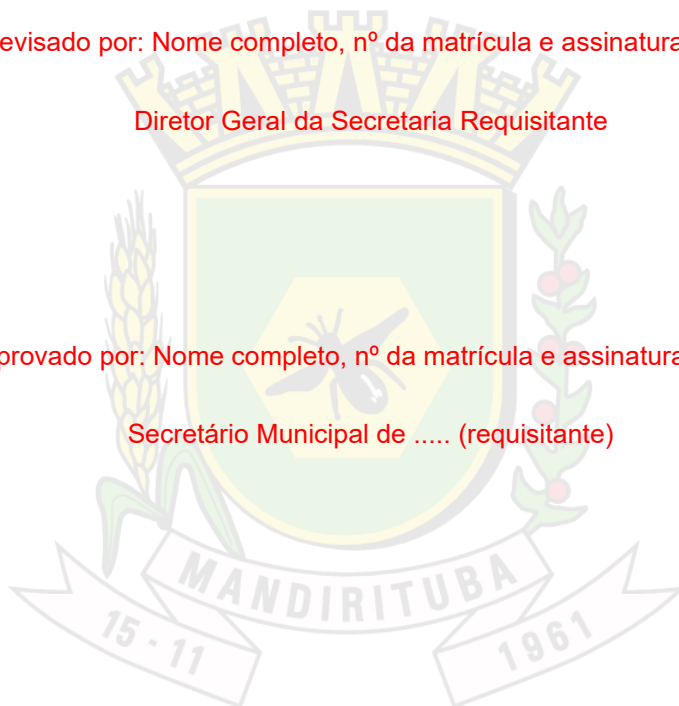 evisado por: Nome completo, nº da matrícula e assinatura
Diretor Geral da Secretaria Requisitante
provado por: Nome completo, nº da matrícula e assinatura
Secretário Municipal de ..... (requisitante)
MANDIRITUBA
15 - 11
1961